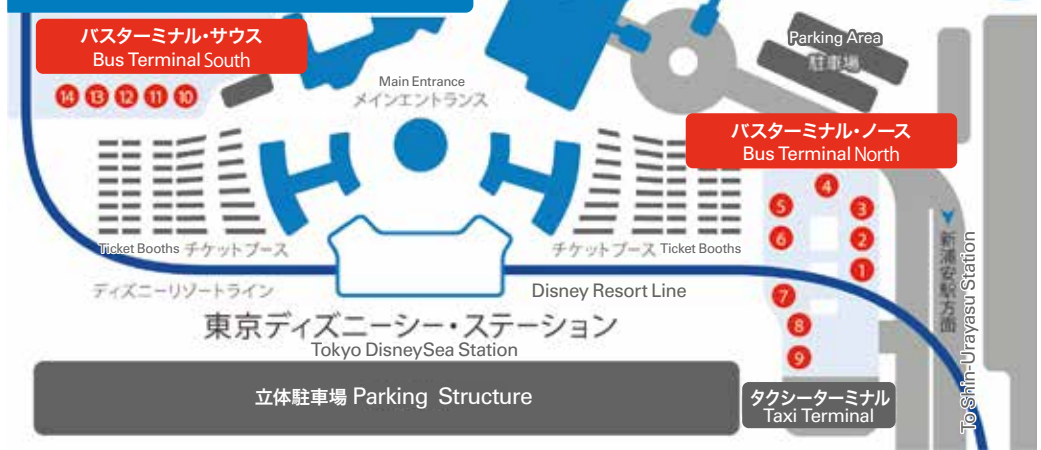 バスターミナル・サウス
Bus Terminal South
14 13 12 11 10
Main Entrance
メインエントランス
Parking Area
駐車場
バスターミナル・ノース
Bus Terminal North
4
5
3
6
2
1
7
8
9
Ticket Booths チケットブース
チケットブース Ticket Booths
ディズニーリゾートライン
Disney Resort Line
東京ディズニーシー・ステーション
Tokyo DisneySea Station
新浦安駅方面
To Shin-Urayasu Station
立体駐車場 Parking Structure
タクシーターミナル
Taxi Terminal